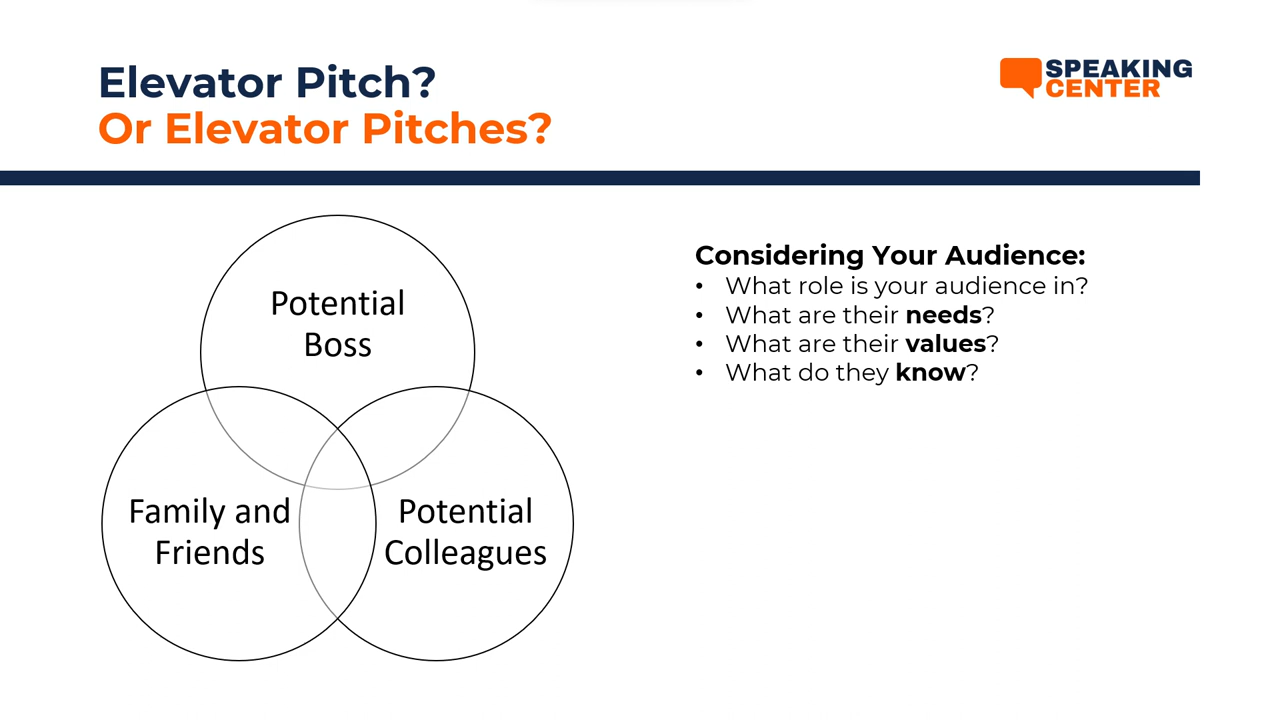 Elevator Pitch?
Or Elevator Pitches?
SPEAKING
CENTER
Potential
Boss
Family and
Friends
Potential
Colleagues
Considering Your Audience:
• What role is your audience in?
• What are their needs?
• What are their values?
• What do they know?